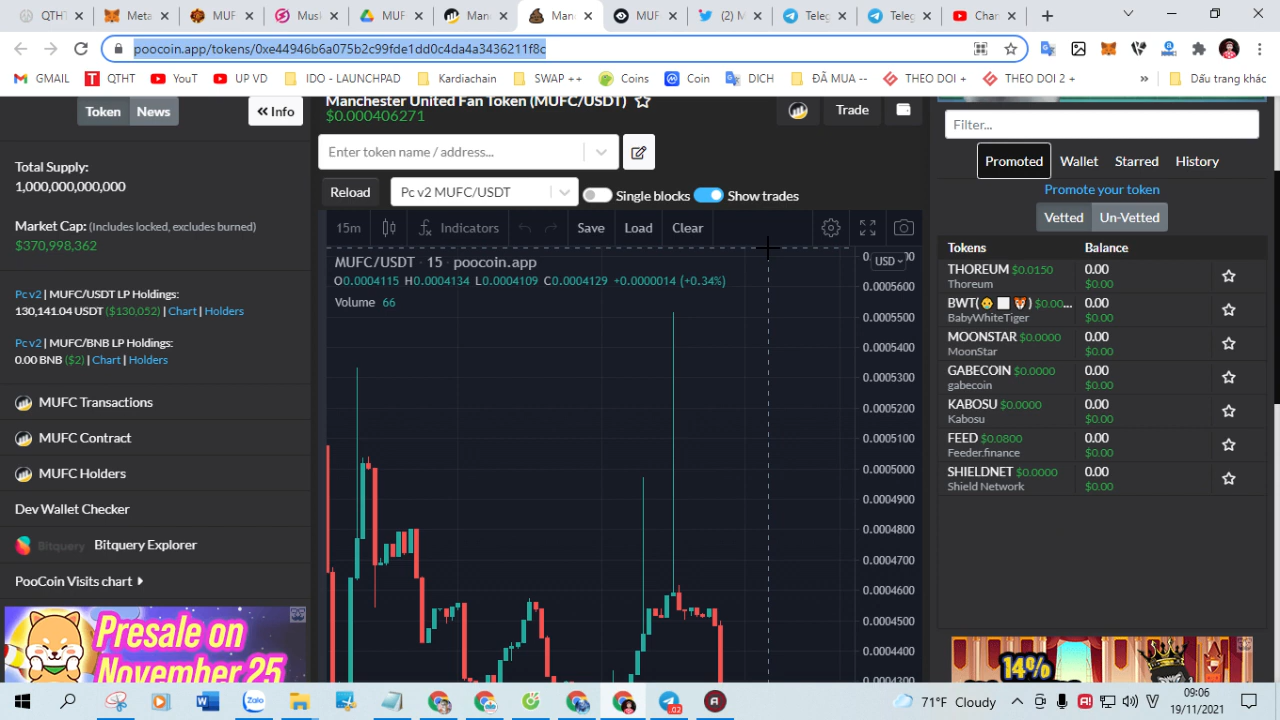 QTHT
Meta
MUF
Musk
MUF
Man
Man
MUF
(2) M
Teleg
Teleg
Chan
poocoin.app/tokens/0xe44946b6a075b2c99fde1dd0c4da4a3436211f8c
GMAIL
QTHT
YouT
UP VD
IDO - LAUNCHPAD
Kardiachain
SWAP ++
Coins
Coin
DICH
ĐÃ MUA --
THEO DOI +
THEO DOI 2 +
Dấu trang khác
Token
News
Info
Total Supply:
1,000,000,000,000
Market Cap: (Includes locked, excludes burned)
$370,998,362
Pc v2 | MUFC/USDT LP Holdings:
130,141.04 USDT ($130,052) | Chart | Holders
Pc v2 | MUFC/BNB LP Holdings:
0.00 BNB ($2) | Chart | Holders
MUFC Transactions
MUFC Contract
MUFC Holders
Dev Wallet Checker
Bitquery
Bitquery Explorer
PooCoin Visits chart
Presale on
November 25
Manchester United Fan Token (MUFC/USDT)
$0.000406271
Trade
Enter token name / address...
Reload
Pc v2 MUFC/USDT
Single blocks
Show trades
15m
Indicators
Save
Load
Clear
MUFC/USDT · 15 · poocoin.app
O0.0004115 H0.0004134 L0.0004109 C0.0004129 +0.0000014 (+0.34%)
Volume 66
USD
0.0005600
0.0005500
0.0005400
0.0005300
0.0005200
0.0005100
0.0005000
0.0004900
0.0004800
0.0004700
0.0004600
0.0004500
0.0004400
0.0004300
Filter...
Promoted
Wallet
Starred
History
Promote your token
Vetted
Un-Vetted
Tokens
Balance
THOREUM $0.0150
0.00
Thoreum
$0.00
BWT(👶⬜🐯) $0.00...
0.00
BabyWhiteTiger
$0.00
MOONSTAR $0.0000
0.00
MoonStar
$0.00
GABECOIN $0.0000
0.00
gabecoin
$0.00
KABOSU $0.0000
0.00
Kabosu
$0.00
FEED $0.0800
0.00
Feeder.finance
$0.00
SHIELDNET $0.0000
0.00
Shield Network
$0.00
14%
Zalo
02
71°F Cloudy
09:06
19/11/2021